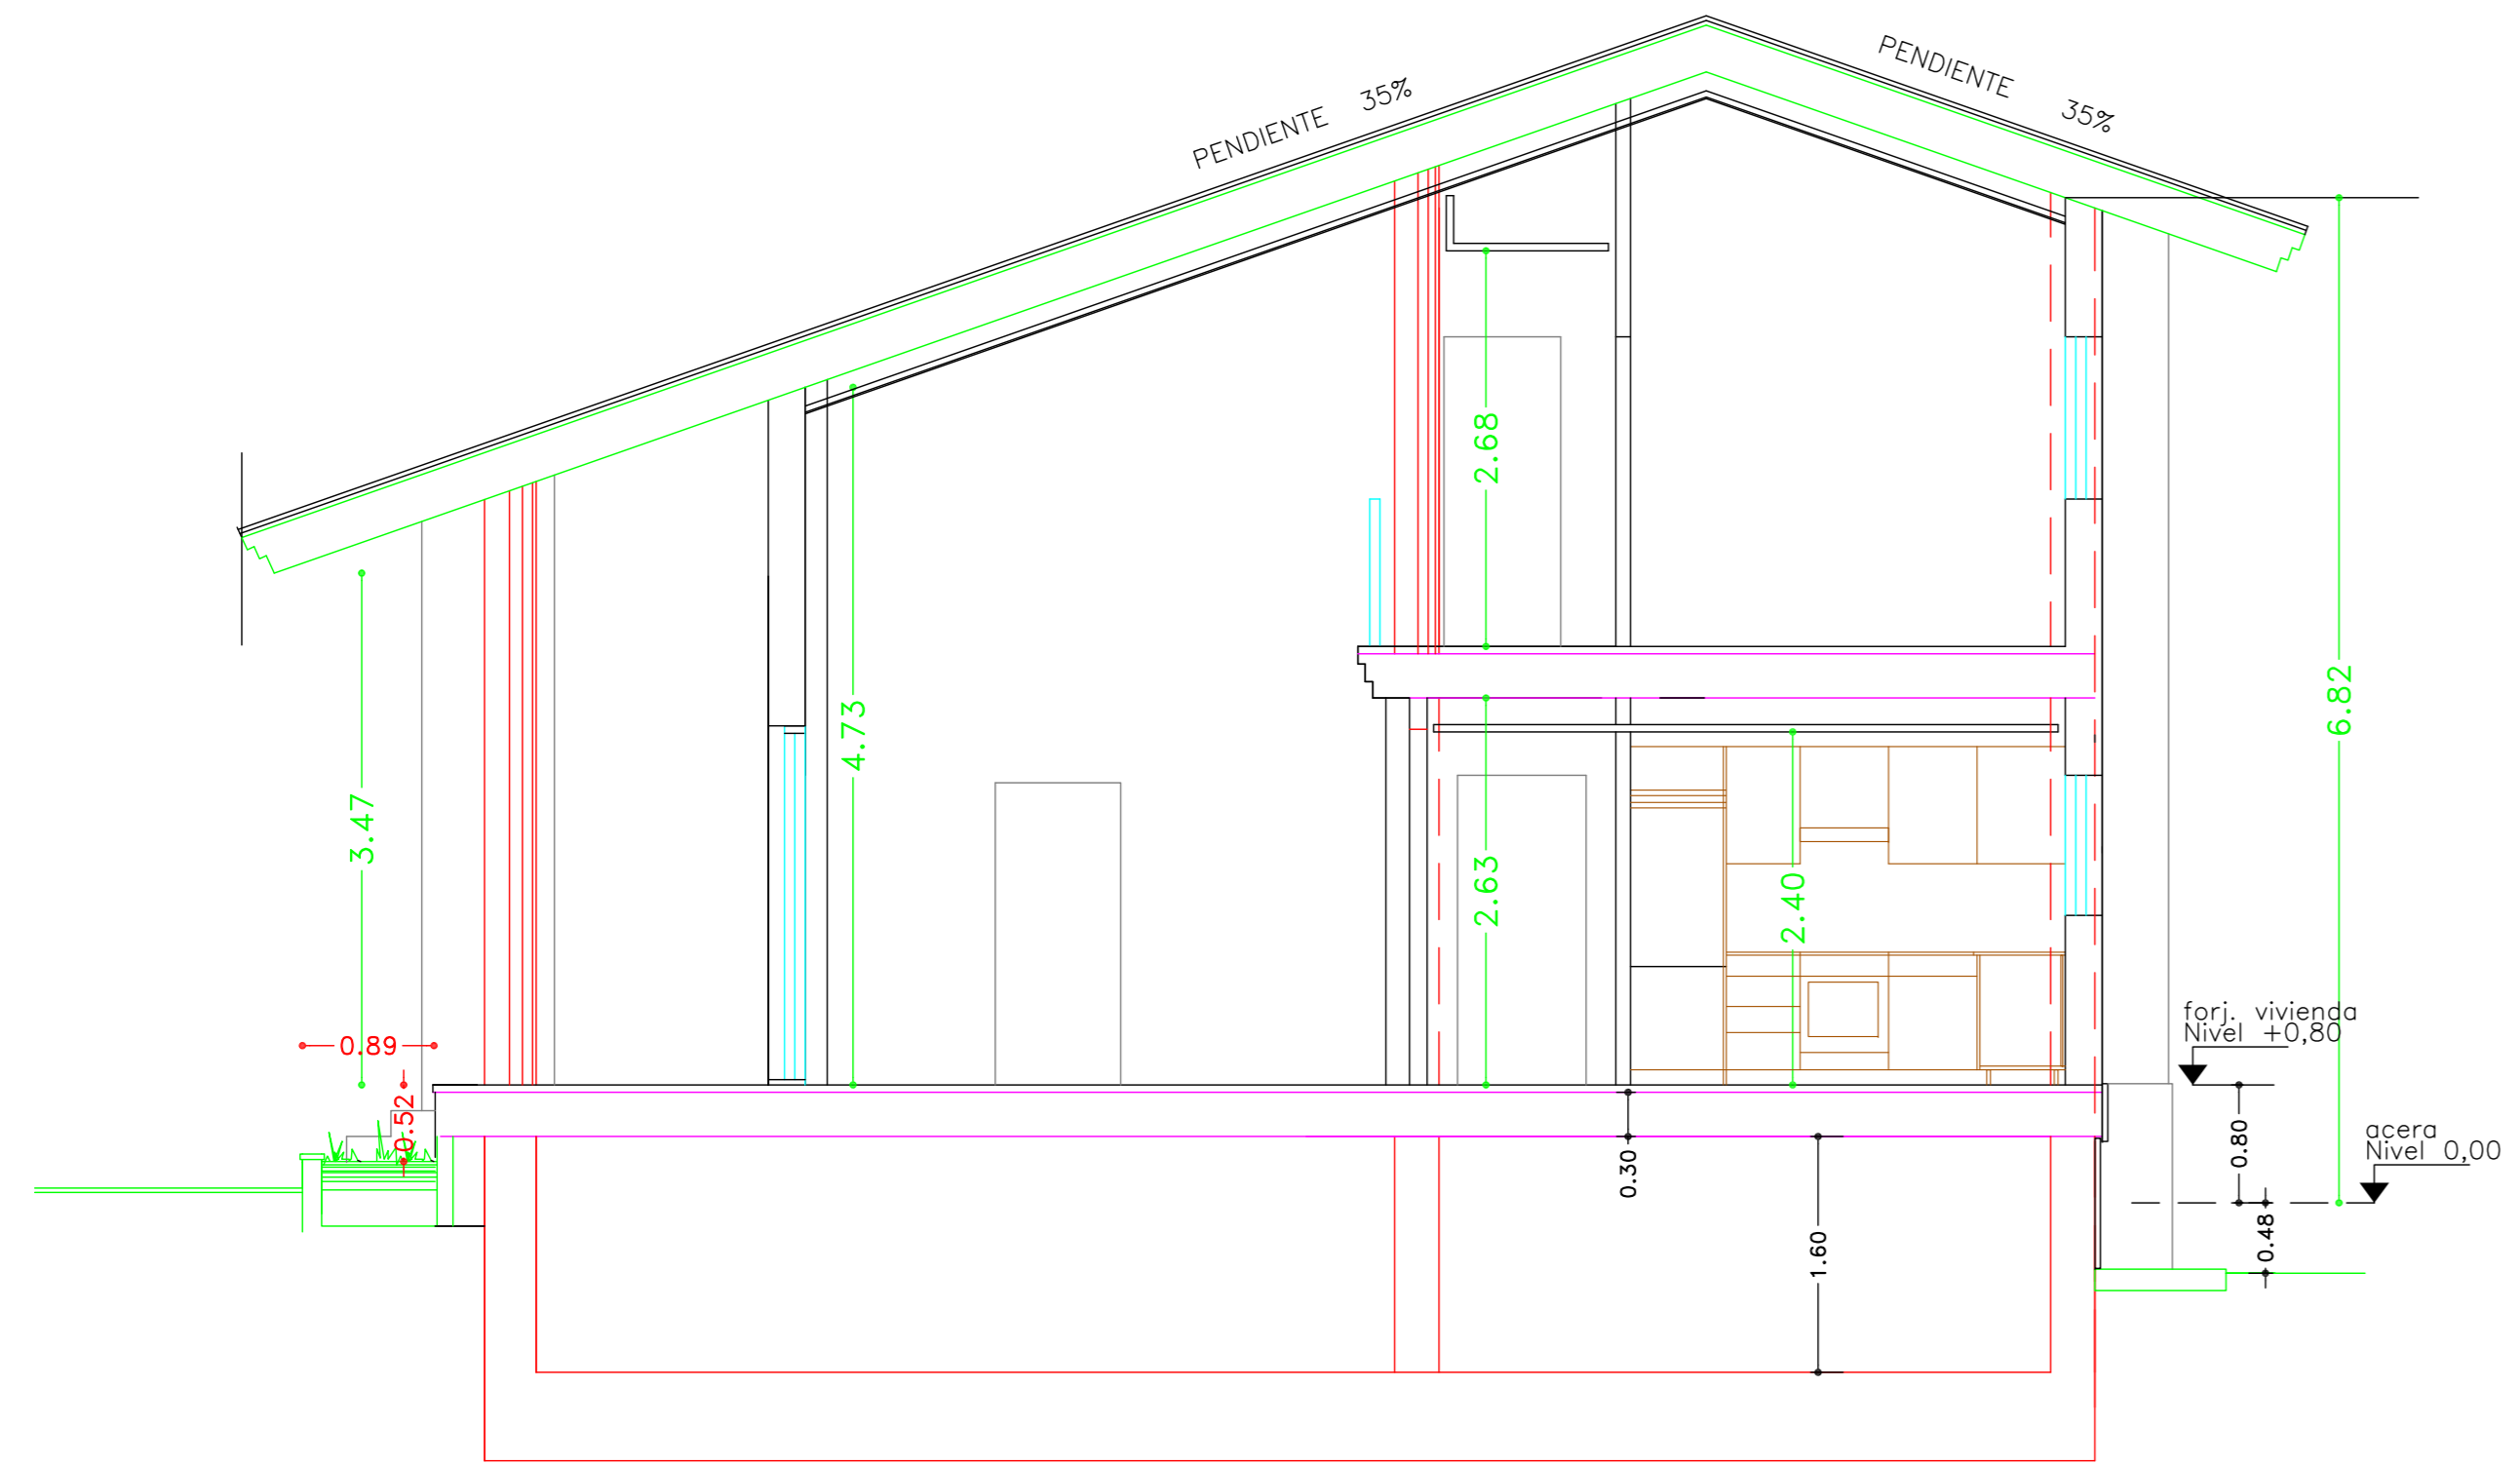 PENDIENTE 35%
PENDIENTE 35%
2.68
4.73
6.82
3.47
2.63
2.40
forj. vivienda
Nivel +0,80
0.89
0.52
0.30
0.80
acera
Nivel 0,00
1.60
0.48